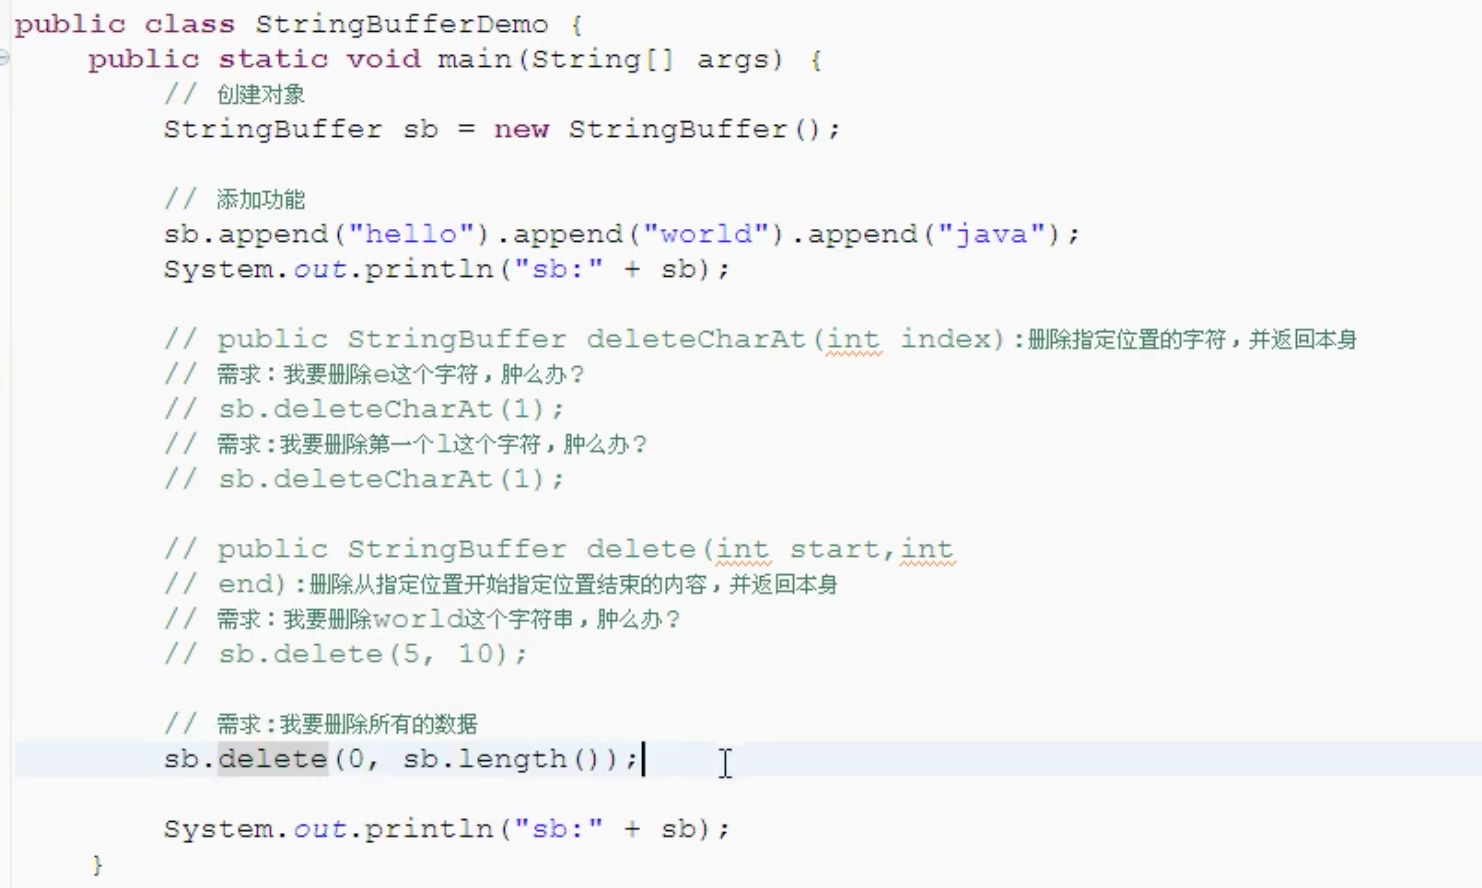 public class StringBufferDemo {
public static void main(String[] args) {
// 创建对象
StringBuffer sb = new StringBuffer();
// 添加功能
sb.append("hello").append("world").append("java");
System.out.println("sb:" + sb);
// public StringBuffer deleteCharAt(int index):删除指定位置的字符，并返回本身
// 需求：我要删除e这个字符，肿么办？
// sb.deleteCharAt(1);
// 需求:我要删除第一个l这个字符，肿么办？
// sb.deleteCharAt(1);
// public StringBuffer delete(int start,int
// end):删除从指定位置开始指定位置结束的内容，并返回本身
// 需求：我要删除world这个字符串，肿么办？
// sb.delete(5, 10);
// 需求:我要删除所有的数据
sb.delete(0, sb.length());
System.out.println("sb:" + sb);
}